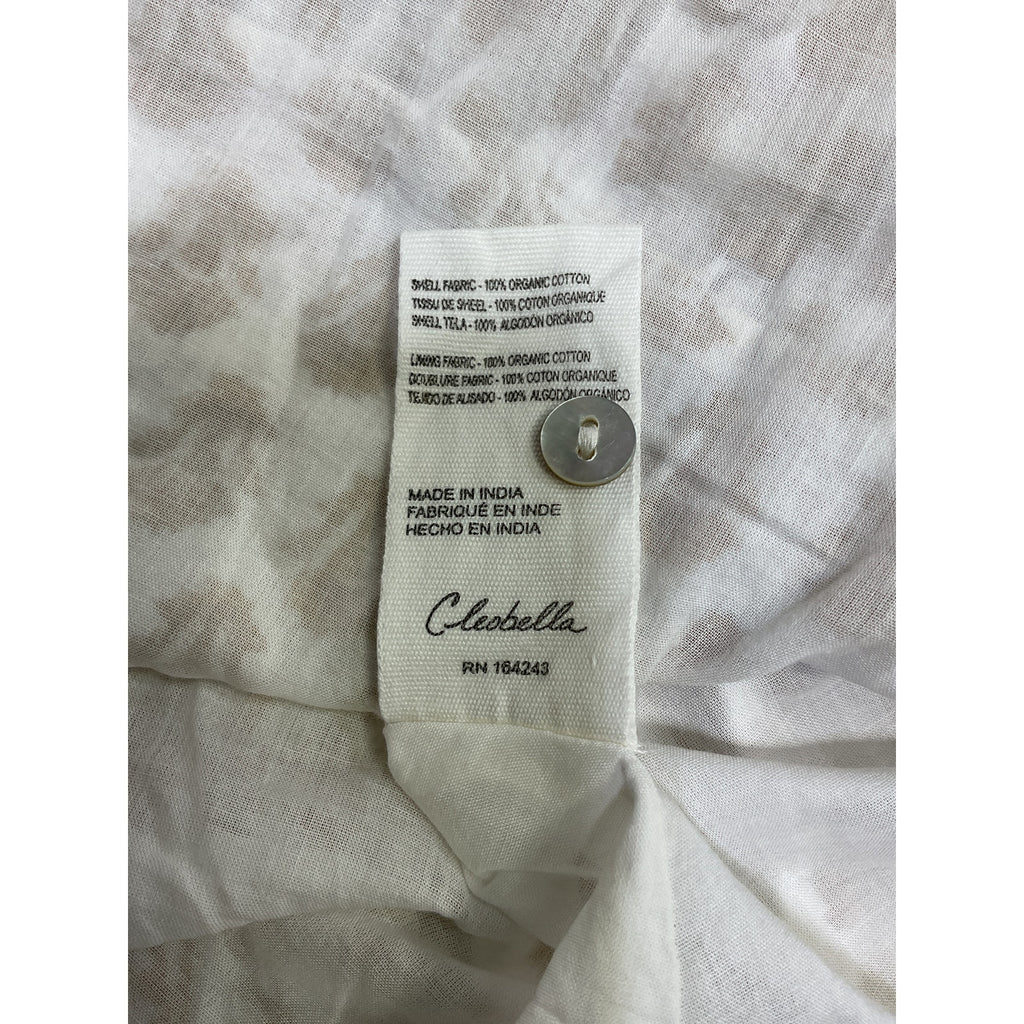 SHELL FABRIC - 100% ORGANIC COTTON
TISSU DE SHEEL - 100% COTON ORGANIQUE
SHELL TELA - 100% ALGODÓN ORGÁNICO
LINING FABRIC - 100% ORGANIC COTTON
DOUBLURE FABRIC - 100% COTON ORGANIQUE
TEJIDO DE ALISADO - 100% ALGODÓN ORGÁNICO
MADE IN INDIA
FABRIQUÉ EN INDE
HECHO EN INDIA
Cleobella
RN 164243